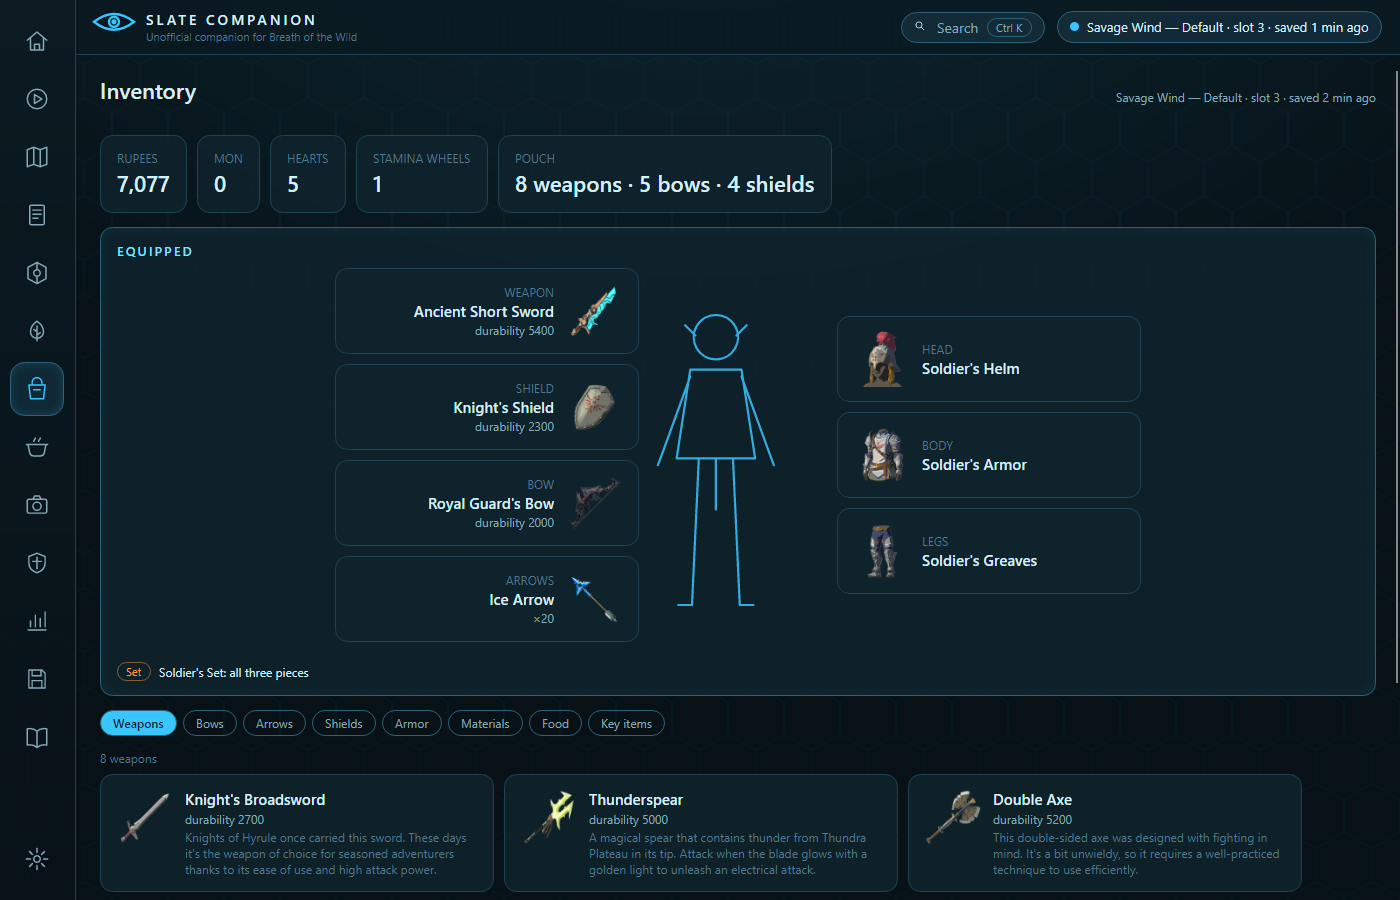 SLATE COMPANION
Unofficial companion for Breath of the Wild
Search Ctrl K
Savage Wind — Default · slot 3 · saved 1 min ago
Inventory
Savage Wind — Default · slot 3 · saved 2 min ago
RUPEES
7,077
MON
0
HEARTS
5
STAMINA WHEELS
1
POUCH
8 weapons · 5 bows · 4 shields
EQUIPPED
WEAPON
Ancient Short Sword
durability 5400
SHIELD
Knight's Shield
durability 2300
BOW
Royal Guard's Bow
durability 2000
ARROWS
Ice Arrow
×20
HEAD
Soldier's Helm
BODY
Soldier's Armor
LEGS
Soldier's Greaves
Set Soldier's Set: all three pieces
Weapons Bows Arrows Shields Armor Materials Food Key items
8 weapons
Knight's Broadsword
durability 2700
Knights of Hyrule once carried this sword. These days
it's the weapon of choice for seasoned adventurers
thanks to its ease of use and high attack power.
Thunderspear
durability 5000
A magical spear that contains thunder from Thundra
Plateau in its tip. Attack when the blade glows with a
golden light to unleash an electrical attack.
Double Axe
durability 5200
This double-sided axe was designed with fighting in
mind. It's a bit unwieldy, so it requires a well-practiced
technique to use efficiently.